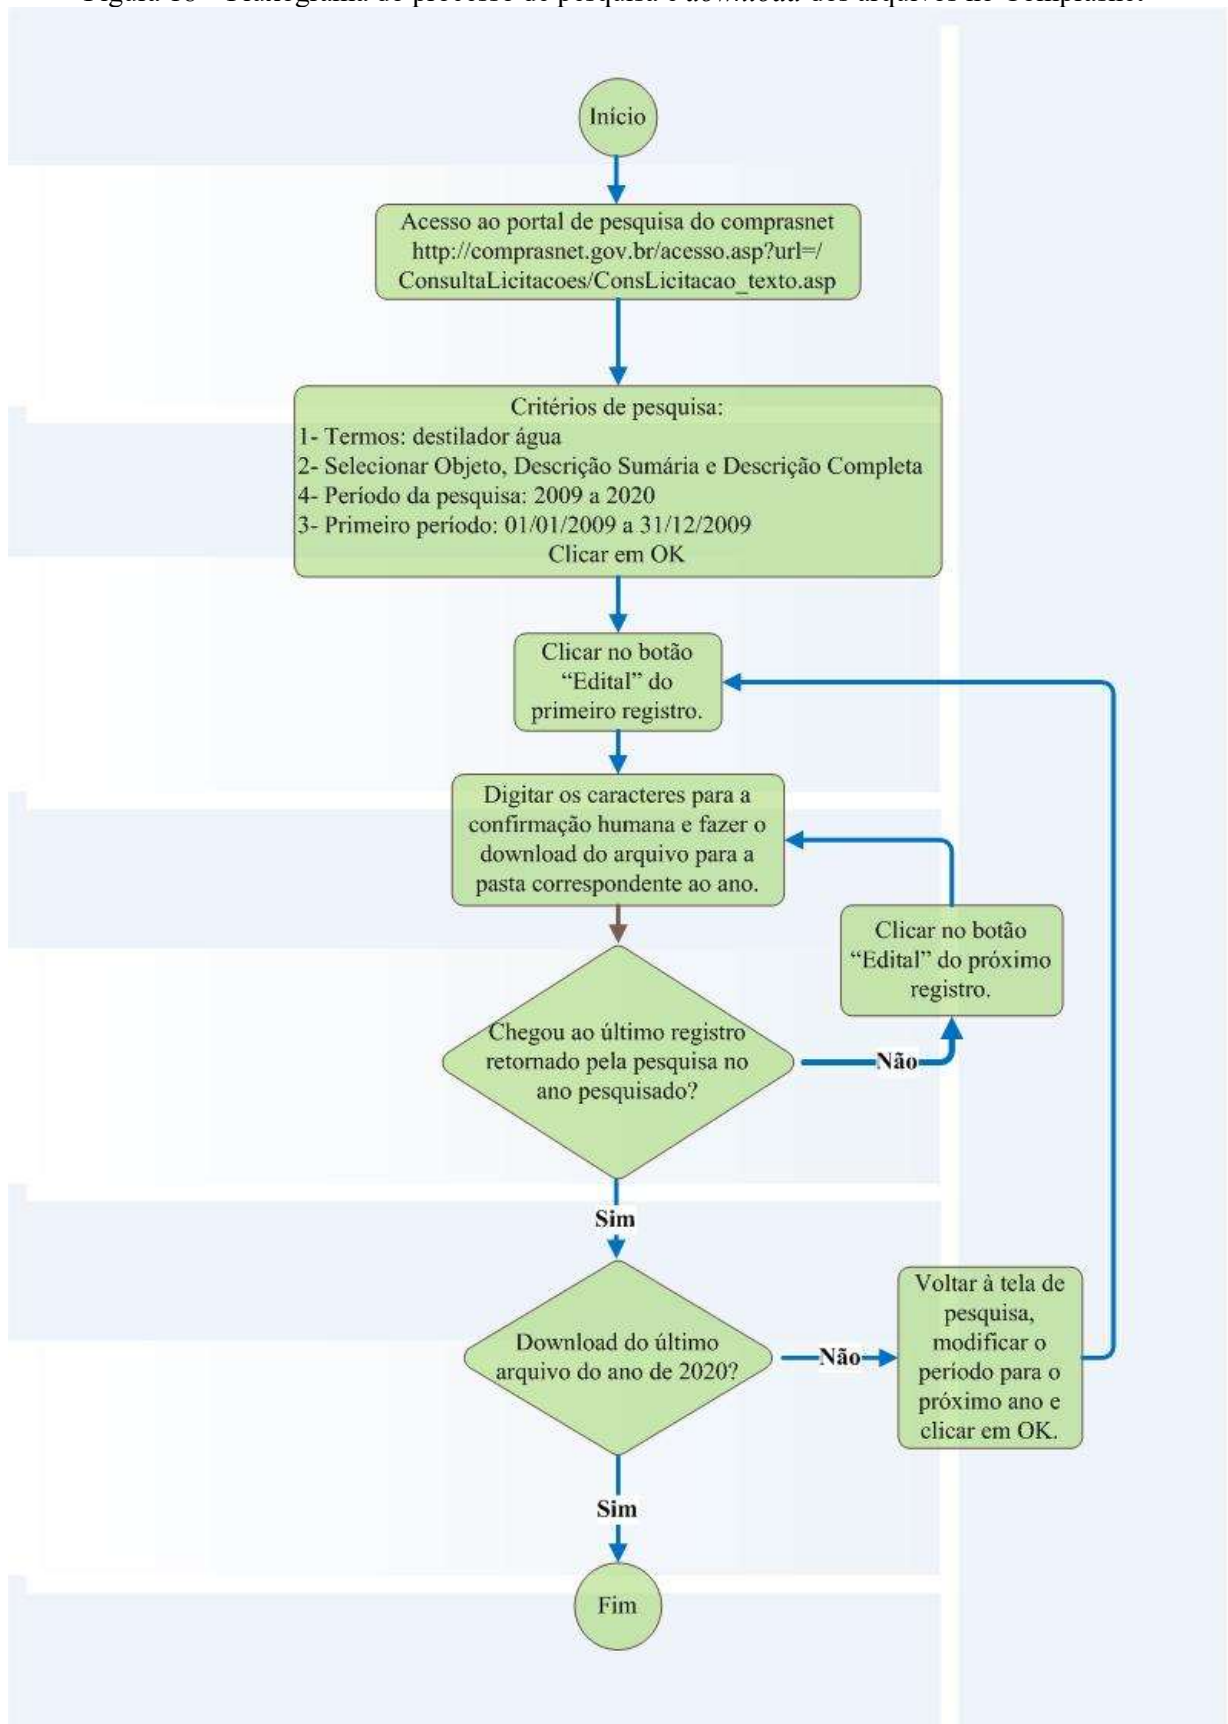 Início
Acesso ao portal de pesquisa do comprasnet
http://comprasnet.gov.br/acesso.asp?url=/
ConsultaLicitacoes/ConsLicitacao_texto.asp
Critérios de pesquisa:
1- Termos: destilador água
2- Selecionar Objeto, Descrição Sumária e Descrição Completa
4- Período da pesquisa: 2009 a 2020
3- Primeiro período: 01/01/2009 a 31/12/2009
Clicar em OK
Clicar no botão
“Edital” do
primeiro registro.
Digitar os caracteres para a
confirmação humana e fazer o
download do arquivo para a
pasta correspondente ao ano.
Clicar no botão
“Edital” do próximo
registro.
Chegou ao último registro
retornado pela pesquisa no
ano pesquisado?
Não
Sim
Download do último
arquivo do ano de 2020?
Não
Voltar à tela de
pesquisa,
modificar o
período para o
próximo ano e
clicar em OK.
Sim
Fim